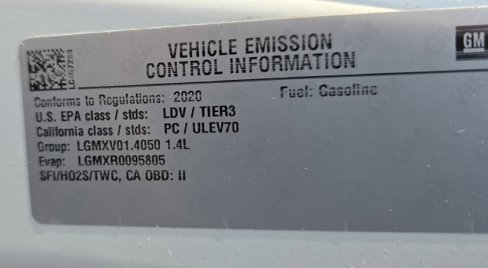 VEHICLE EMISSION
CONTROL INFORMATION
GM
Conforms to Regulations: 2020 Fuel: Gasoline
U.S. EPA class / stds: LDV / TIER3
California class / stds: PC / ULEV70
Group: LGMXV01.4050 1.4L
Evap: LGMXR0095805
SFI/HO2S/TWC, CA OBD: II